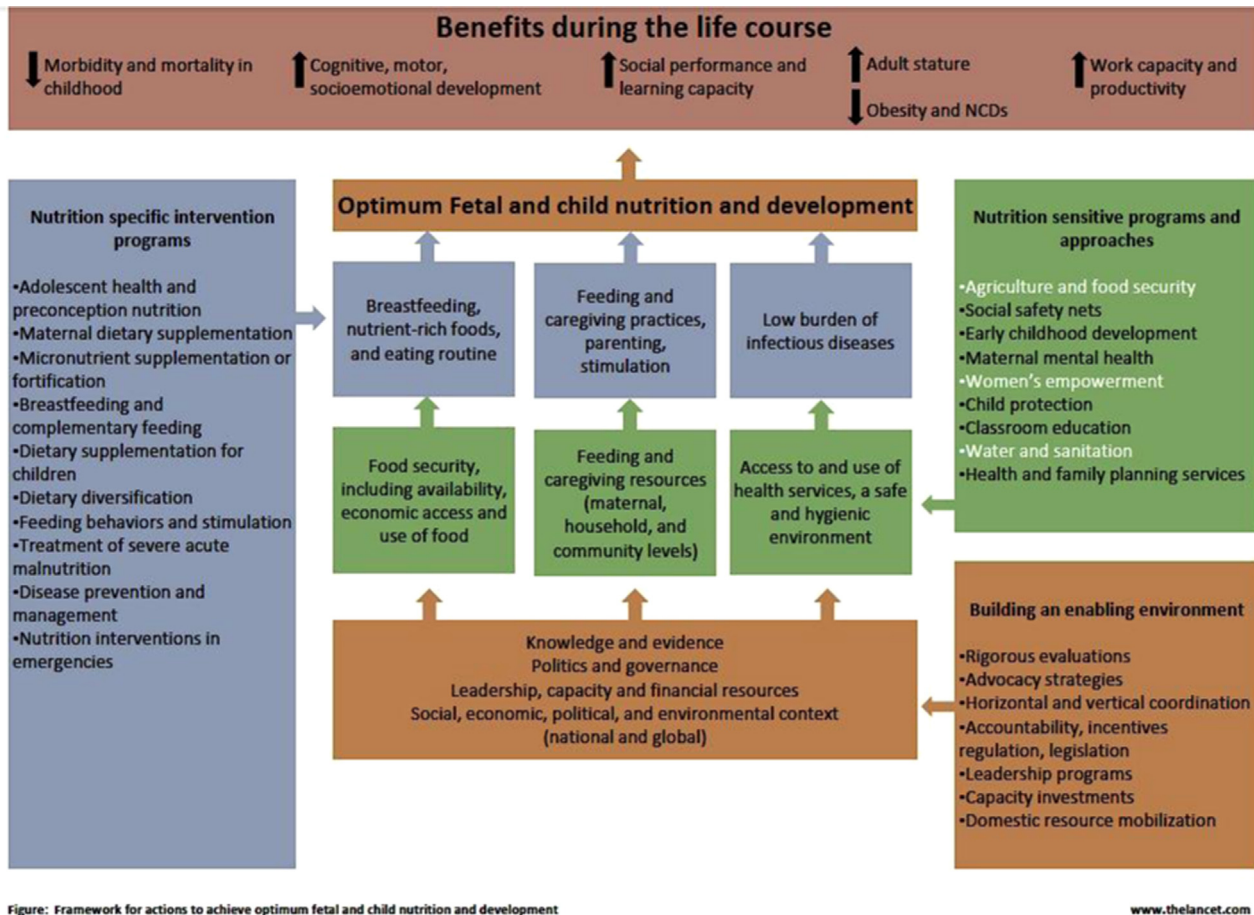 Benefits during the life course
Morbidity and mortality in
childhood
Cognitive, motor,
socioemotional development
Social performance and
learning capacity
Adult stature
Obesity and NCDs
Work capacity and
productivity
Nutrition specific intervention
programs
•Adolescent health and
preconception nutrition
•Maternal dietary supplementation
•Micronutrient supplementation or
fortification
•Breastfeeding and
complementary feeding
•Dietary supplementation for
children
•Dietary diversification
•Feeding behaviors and stimulation
•Treatment of severe acute
malnutrition
•Disease prevention and
management
•Nutrition interventions in
emergencies
Optimum Fetal and child nutrition and development
Breastfeeding,
nutrient-rich foods,
and eating routine
Feeding and
caregiving practices,
parenting,
stimulation
Low burden of
infectious diseases
Food security,
including availability,
economic access and
use of food
Feeding and
caregiving resources
(maternal,
household, and
community levels)
Access to and use of
health services, a safe
and hygienic
environment
Knowledge and evidence
Politics and governance
Leadership, capacity and financial resources
Social, economic, political, and environmental context
(national and global)
Nutrition sensitive programs and
approaches
•Agriculture and food security
•Social safety nets
•Early childhood development
•Maternal mental health
•Women's empowerment
•Child protection
•Classroom education
•Water and sanitation
•Health and family planning services
Building an enabling environment
•Rigorous evaluations
•Advocacy strategies
•Horizontal and vertical coordination
•Accountability, incentives
regulation, legislation
•Leadership programs
•Capacity investments
•Domestic resource mobilization
Figure: Framework for actions to achieve optimum fetal and child nutrition and development
www.thelancet.com